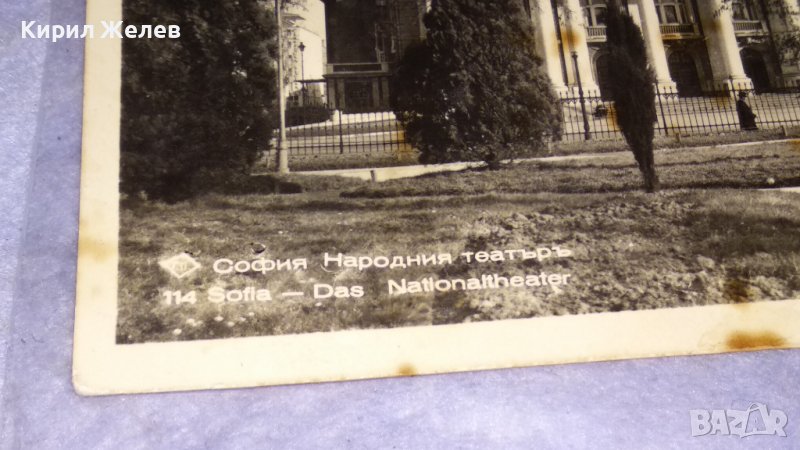 Кирил Желев
София Народния театъръ
114 Sofia — Das Nationaltheater
BAZAR